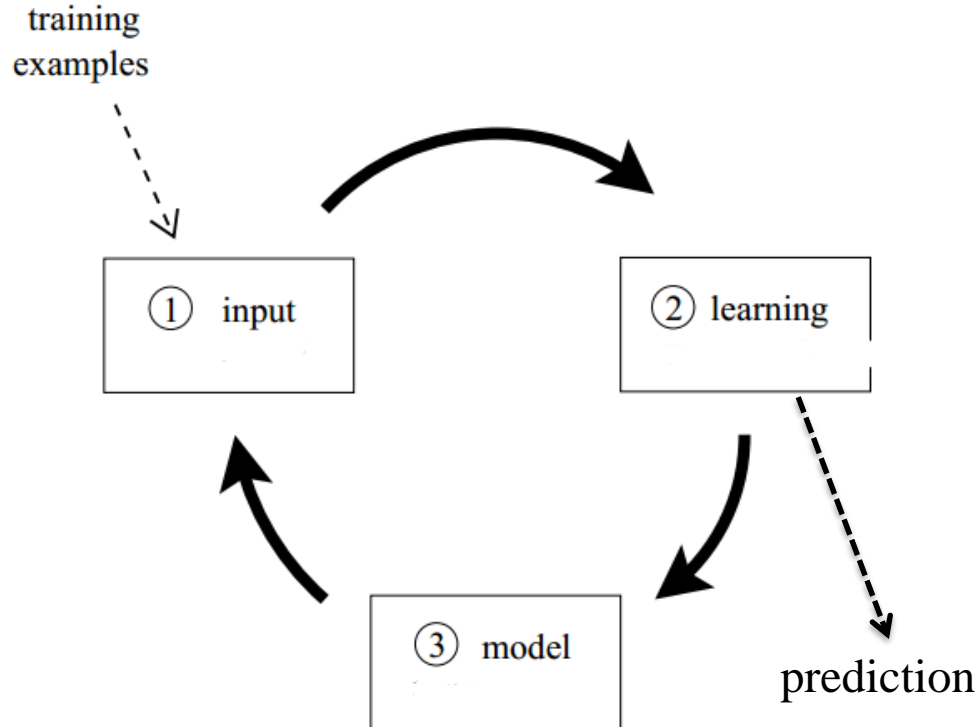 training
examples
① input
② learning
③ model
prediction